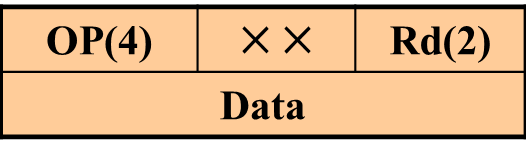 OP(4) ×× Rd(2)
Data